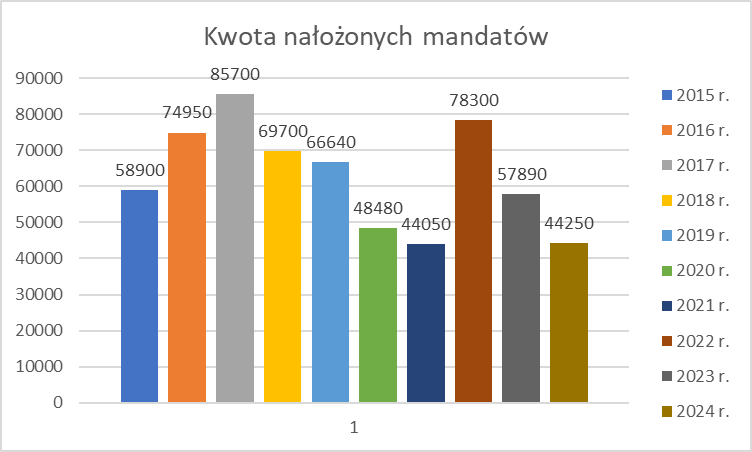 Kwota nałożonych mandatów
90000
80000
70000
60000
50000
40000
30000
20000
10000
0
58900
74950
85700
69700
66640
48480
44050
78300
57890
44250
1
2015 r.
2016 r.
2017 r.
2018 r.
2019 r.
2020 r.
2021 r.
2022 r.
2023 r.
2024 r.